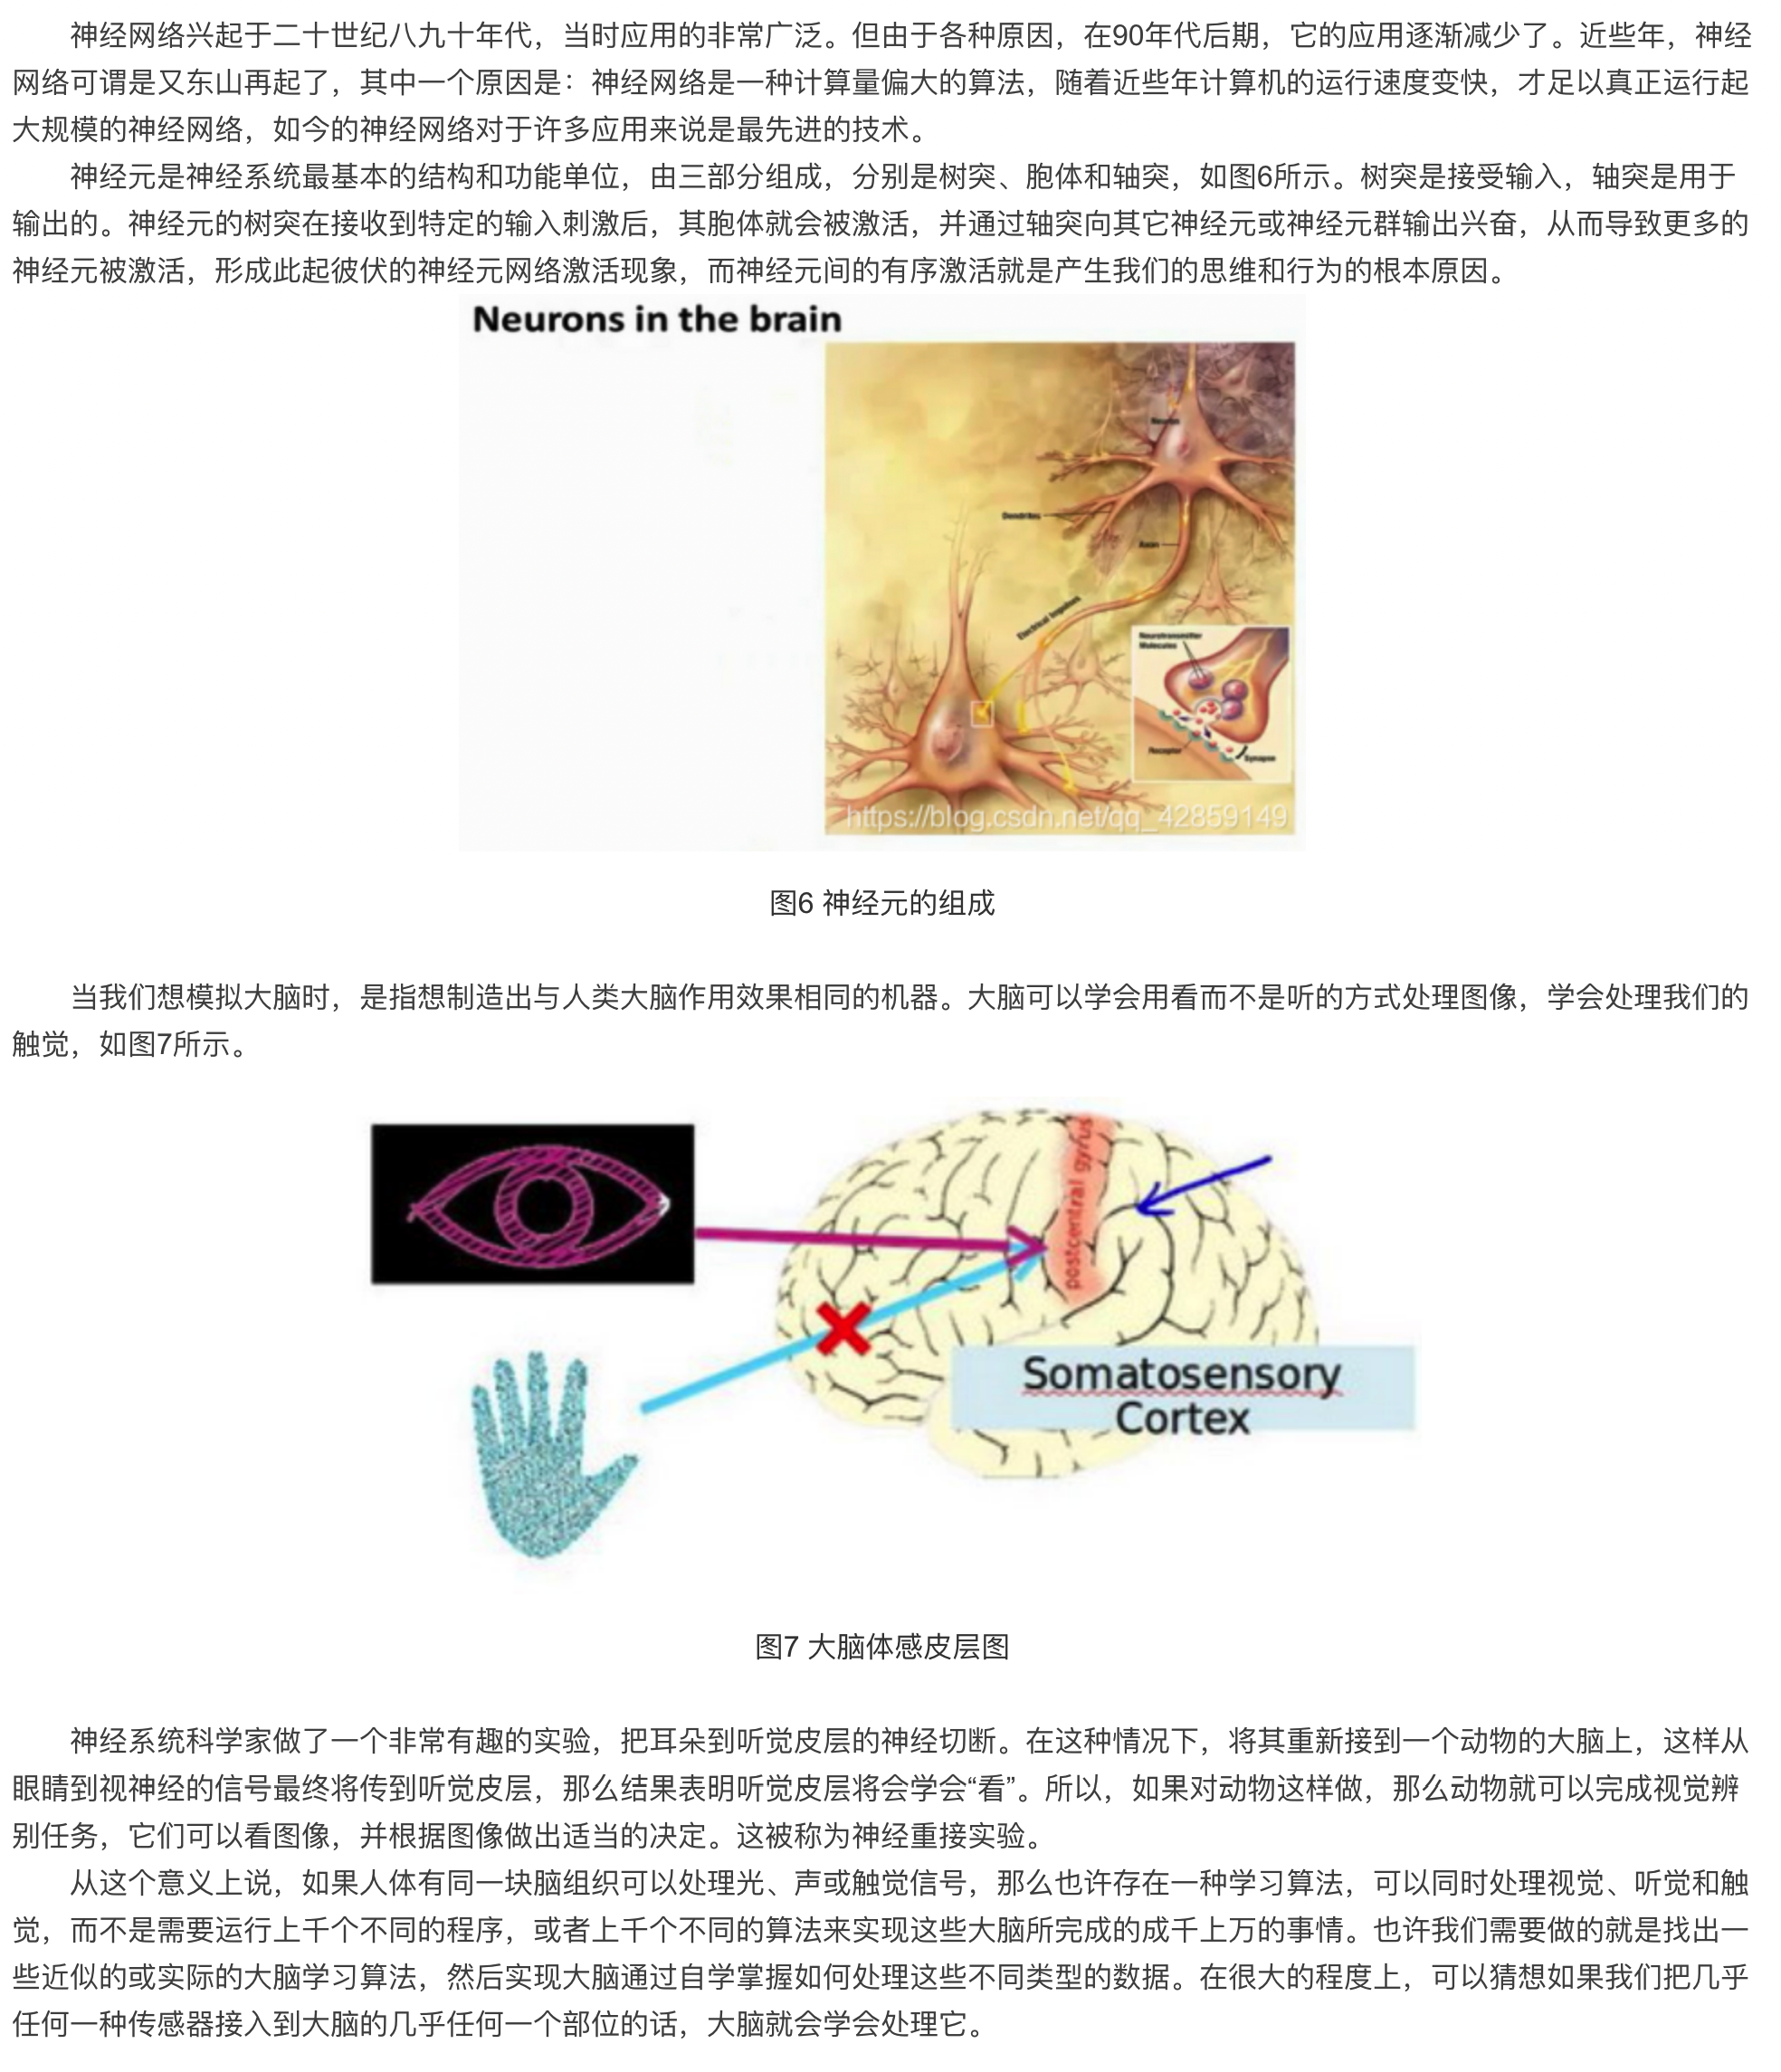 神经网络兴起于二十世纪八九十年代，当时应用的非常广泛。但由于各种原因，在90年代后期，它的应用逐渐减少了。近些年，神经
网络可谓是又东山再起了，其中一个原因是：神经网络是一种计算量偏大的算法，随着近些年计算机的运行速度变快，才足以真正运行起
大规模的神经网络，如今的神经网络对于许多应用来说是最先进的技术。
神经元是神经系统最基本的结构和功能单位，由三部分组成，分别是树突、胞体和轴突，如图6所示。树突是接受输入，轴突是用于
输出的。神经元的树突在接收到特定的输入刺激后，其胞体就会被激活，并通过轴突向其它神经元或神经元群输出兴奋，从而导致更多的
神经元被激活，形成此起彼伏的神经元网络激活现象，而神经元间的有序激活就是产生我们的思维和行为的根本原因。
Neurons in the brain
Dendrites
Axon
Electrical Impulses
Neurotransmitter
Molecules
Receptor
Synapse
https://blog.csdn.net/qq_42859149
图6 神经元的组成
当我们想模拟大脑时，是指想制造出与人类大脑作用效果相同的机器。大脑可以学会用看而不是听的方式处理图像，学会处理我们的
触觉，如图7所示。
postcentral gyrus
Somatosensory
Cortex
图7 大脑体感皮层图
神经系统科学家做了一个非常有趣的实验，把耳朵到听觉皮层的神经切断。在这种情况下，将其重新接到一个动物的大脑上，这样从
眼睛到视神经的信号最终将传到听觉皮层，那么结果表明听觉皮层将会学会“看”。所以，如果对动物这样做，那么动物就可以完成视觉辨
别任务，它们可以看图像，并根据图像做出适当的决定。这被称为神经重接实验。
从这个意义上说，如果人体有同一块脑组织可以处理光、声或触觉信号，那么也许存在一种学习算法，可以同时处理视觉、听觉和触
觉，而不是需要运行上千个不同的程序，或者上千个不同的算法来实现这些大脑所完成的成千上万的事情。也许我们需要做的就是找出一
些近似的或实际的大脑学习算法，然后实现大脑通过自学掌握如何处理这些不同类型的数据。在很大的程度上，可以猜想如果我们把几乎
任何一种传感器接入到大脑的几乎任何一个部位的话，大脑就会学会处理它。